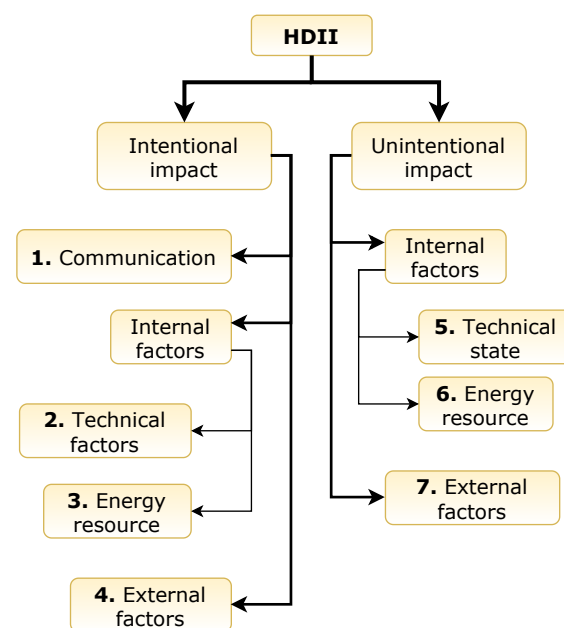 HDII
Intentional
impact
Unintentional
impact
1. Communication
Internal
factors
2. Technical
factors
3. Energy
resource
4. External
factors
Internal
factors
5. Technical
state
6. Energy
resource
7. External
factors